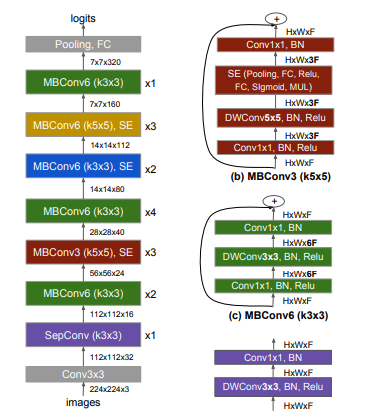 logits
Pooling, FC
7x7x320
MBConv6 (k3x3) x1
7x7x160
MBConv6 (k5x5), SE x3
14x14x112
MBConv6 (k3x3), SE x2
14x14x80
MBConv6 (k3x3) x4
28x28x40
MBConv3 (k5x5), SE x3
56x56x24
MBConv6 (k3x3) x2
112x112x16
SepConv (k3x3) x1
112x112x32
Conv3x3
224x224x3
images
+
HxWxF
Conv1x1, BN
HxWx3F
SE (Pooling, FC, Relu,
FC, SIgmoid, MUL)
HxWx3F
DWConv5x5, BN, Relu
HxWx3F
Conv1x1, BN, Relu
HxWxF
(b) MBConv3 (k5x5)
+
HxWxF
Conv1x1, BN
HxWx6F
DWConv3x3, BN, Relu
HxWx6F
Conv1x1, BN, Relu
HxWxF
(c) MBConv6 (k3x3)
HxWxF
Conv1x1, BN
HxWxF
DWConv3x3, BN, Relu
HxWxF